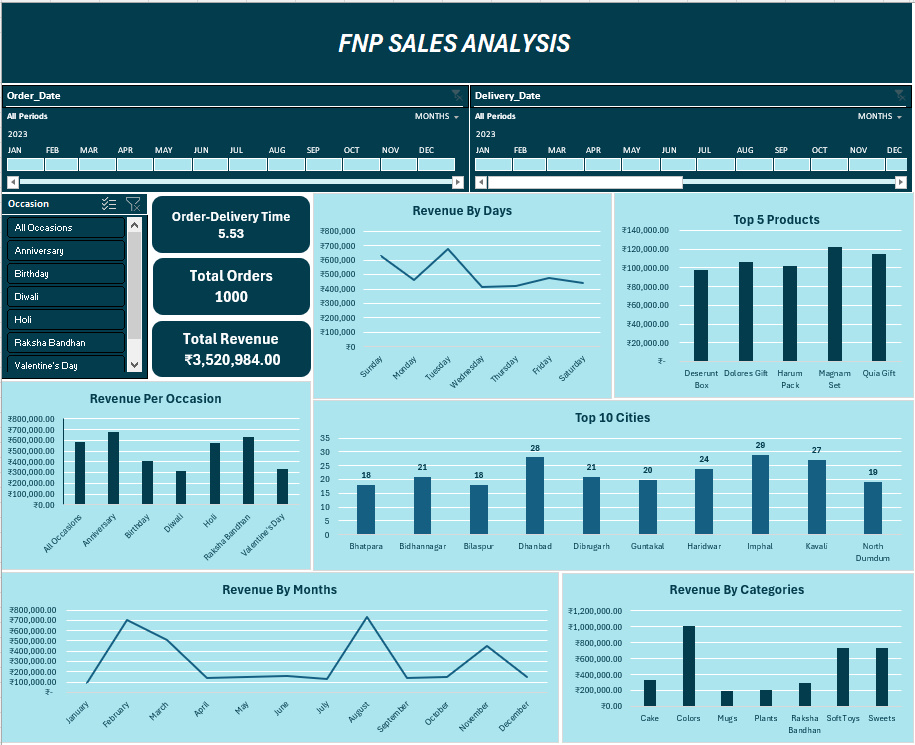 FNP SALES ANALYSIS
Order_Date
All Periods MONTHS
2023
JAN FEB MAR APR MAY JUN JUL AUG SEP OCT NOV DEC
Delivery_Date
All Periods MONTHS
2023
JAN FEB MAR APR MAY JUN JUL AUG SEP OCT NOV DEC
Occasion
All Occasions
Anniversary
Birthday
Diwali
Holi
Raksha Bandhan
Valentine's Day
Order-Delivery Time
5.53
Total Orders
1000
Total Revenue
₹3,520,984.00
Revenue By Days
₹800,000
₹700,000
₹600,000
₹500,000
₹400,000
₹300,000
₹200,000
₹100,000
₹0
Sunday Monday Tuesday Wednesday Thursday Friday Saturday
Top 5 Products
₹140,000.00
₹120,000.00
₹100,000.00
₹80,000.00
₹60,000.00
₹40,000.00
₹20,000.00
₹-
Deserunt Dolores Gift Harum Magnam Quia Gift
Box Pack Set
Revenue Per Occasion
₹800,000.00
₹700,000.00
₹600,000.00
₹500,000.00
₹400,000.00
₹300,000.00
₹200,000.00
₹100,000.00
₹0.00
All Occasions Anniversary Birthday Diwali Holi Raksha Bandhan Valentine's Day
Top 10 Cities
35
30
25
20
15
10
5
0
18 21 18 28 21 20 24 29 27 19
Bhatpara Bidhannagar Bilaspur Dhanbad Dibrugarh Guntakal Haridwar Imphal Kavali North
Dumdum
Revenue By Months
₹800,000.00
₹700,000.00
₹600,000.00
₹500,000.00
₹400,000.00
₹300,000.00
₹200,000.00
₹100,000.00
₹-
January February March April May June July August September October November December
Revenue By Categories
₹1,200,000.00
₹1,000,000.00
₹800,000.00
₹600,000.00
₹400,000.00
₹200,000.00
₹0.00
Cake Colors Mugs Plants Raksha Soft Toys Sweets
Bandhan